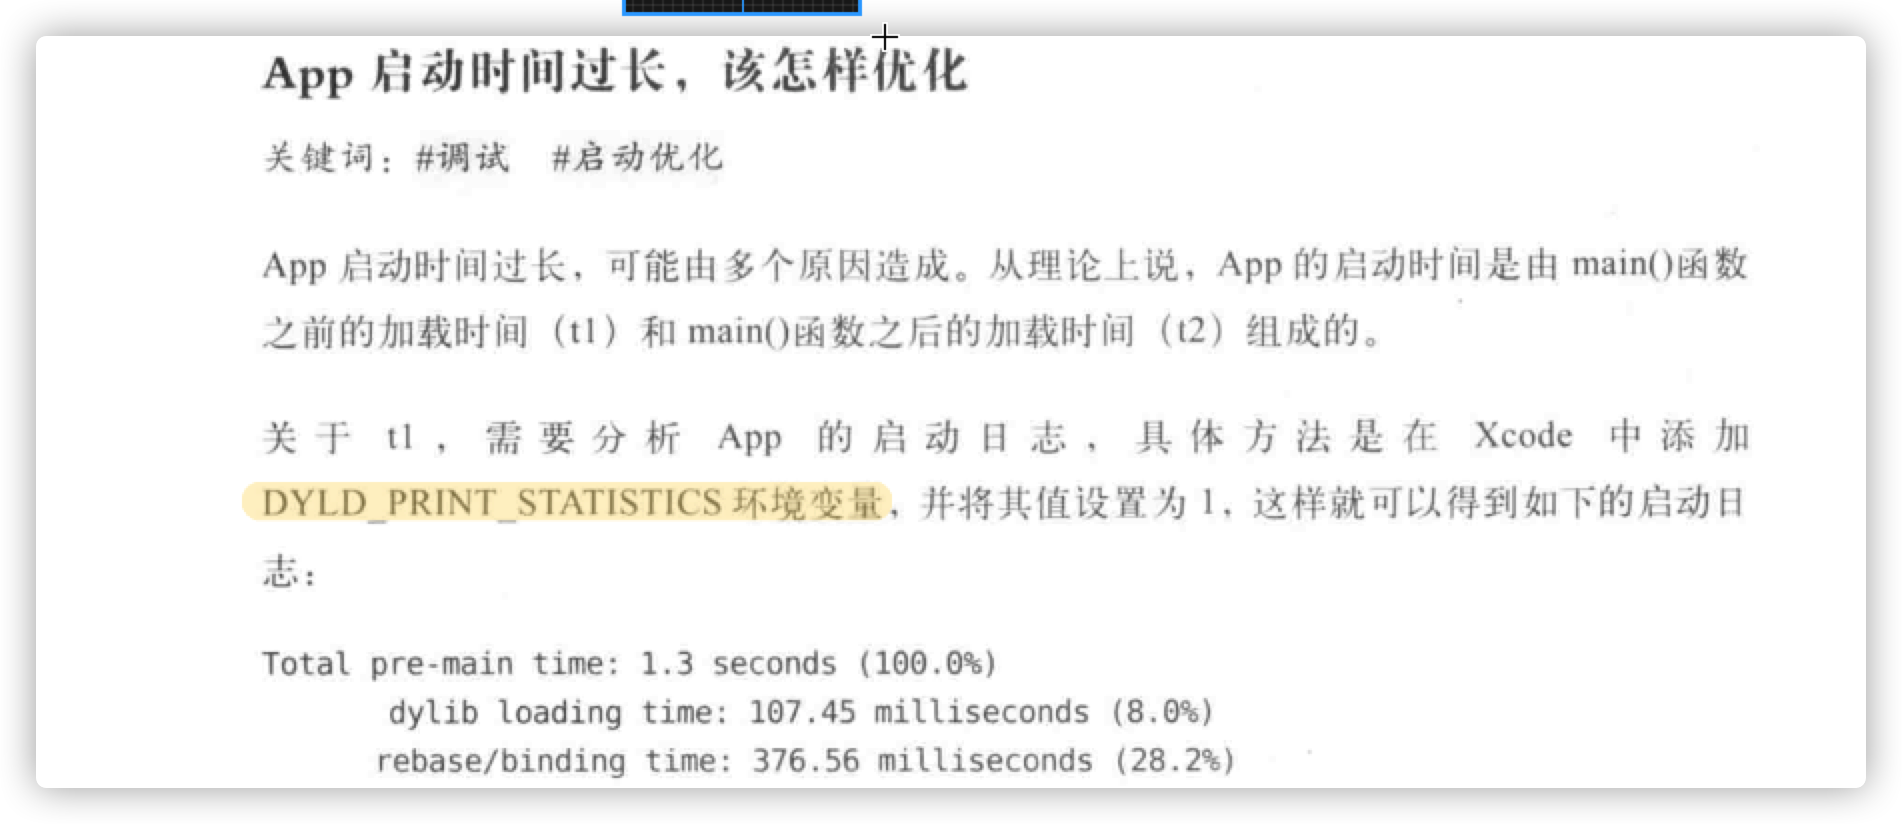 App 启动时间过长，该怎样优化
关键词：#调试 #启动优化
App 启动时间过长，可能由多个原因造成。从理论上说，App 的启动时间是由 main()函数
之前的加载时间（t1）和 main()函数之后的加载时间（t2）组成的。
关于 t1，需要分析 App 的启动日志，具体方法是在 Xcode 中添加
DYLD_PRINT_STATISTICS 环境变量，并将其值设置为 1，这样就可以得到如下的启动日
志：
Total pre-main time: 1.3 seconds (100.0%)
dylib loading time: 107.45 milliseconds (8.0%)
rebase/binding time: 376.56 milliseconds (28.2%)